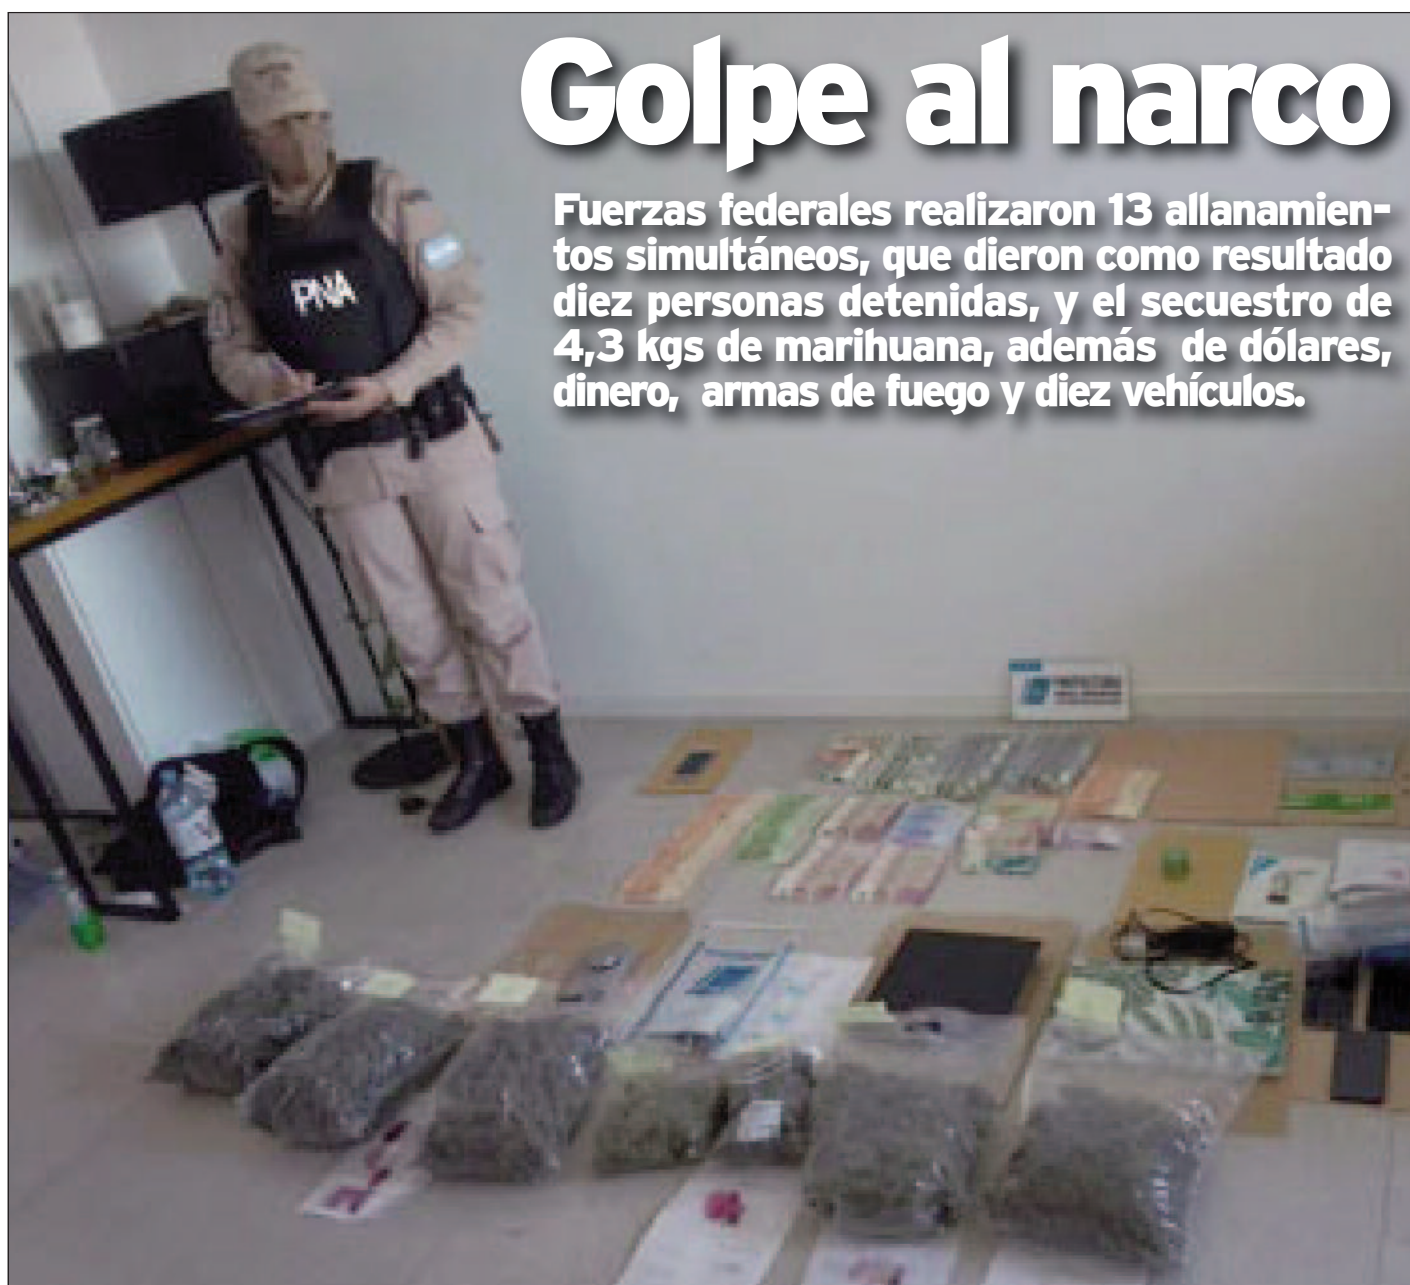 Golpe al narco
Fuerzas federales realizaron 13 allanamien-
tos simultáneos, que dieron como resultado
diez personas detenidas, y el secuestro de
4,3 kgs de marihuana, además  de dólares,
dinero,  armas de fuego y diez vehículos.
PNA
PREFECTURA